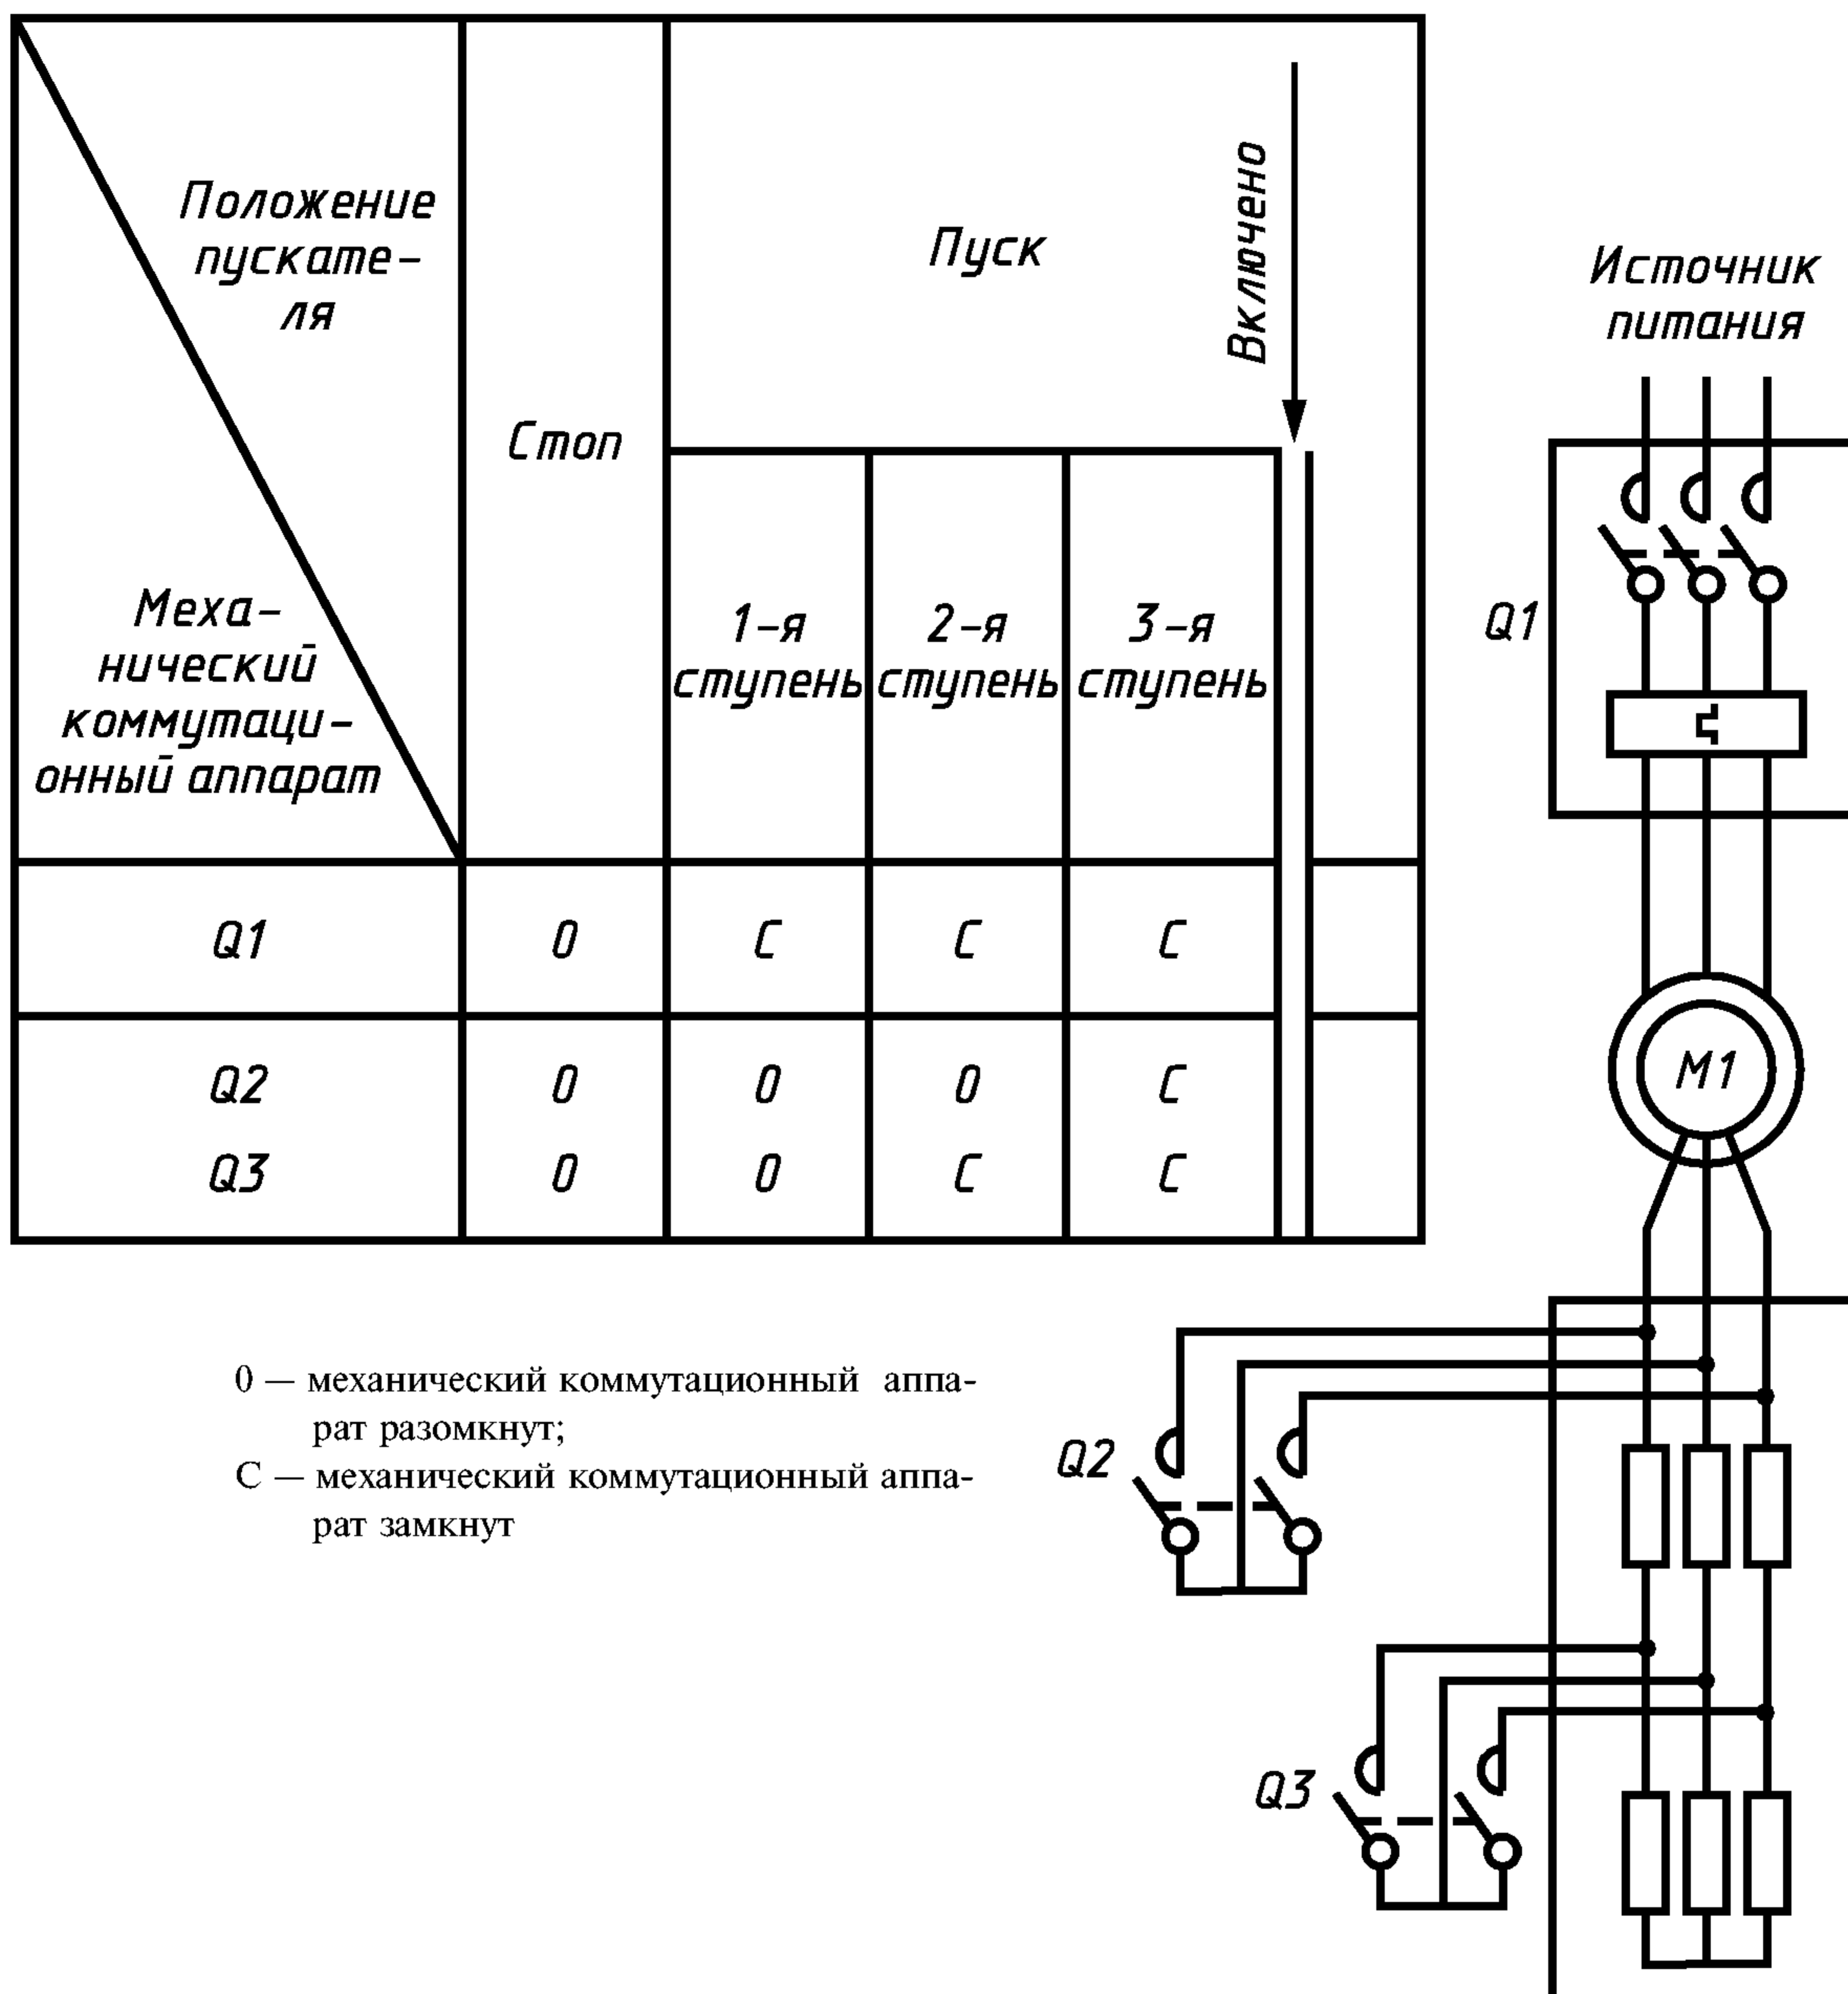 Положение
пускате-
ля
Меха-
нический
коммутаци-
онный аппарат
Стоп
Пуск
Включено
1-я
ступень
2-я
ступень
3-я
ступень
Q1 0 С С С
Q2 0 0 0 С
Q3 0 0 С С
0 — механический коммутационный аппа-
рат разомкнут;
С — механический коммутационный аппа-
рат замкнут
Источник
питания
Q1
М1
Q2
Q3